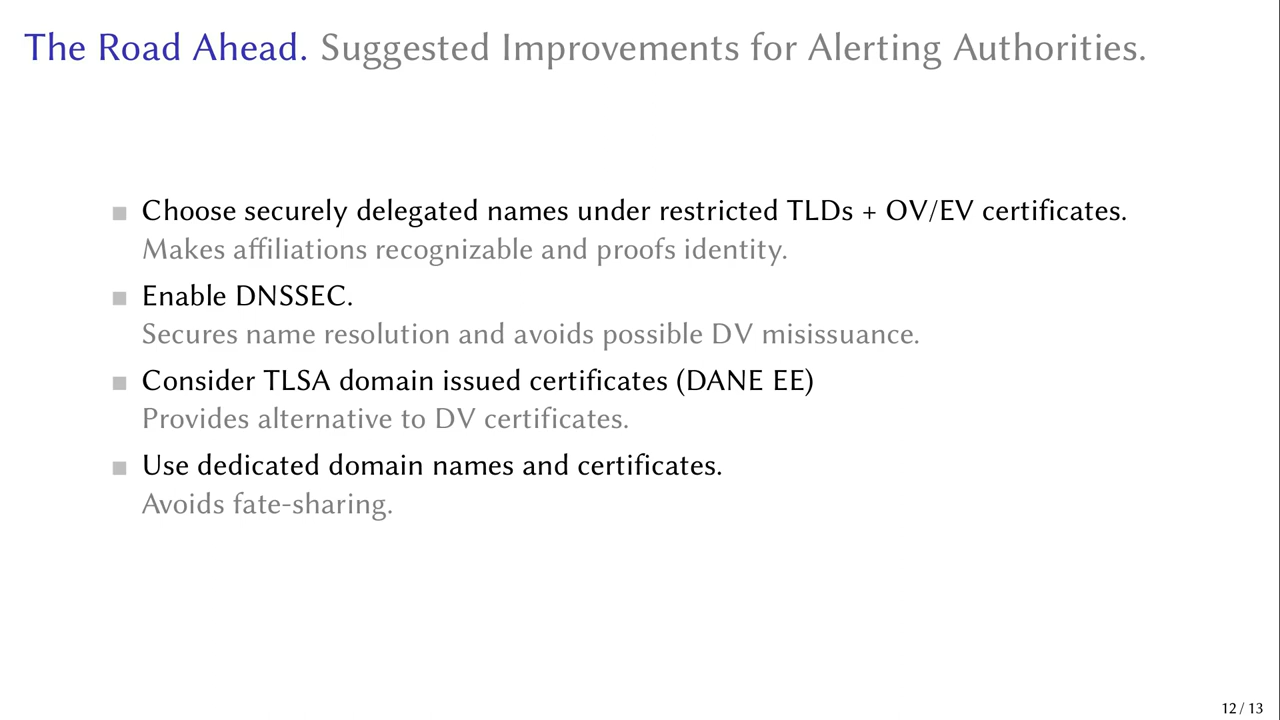 The Road Ahead. Suggested Improvements for Alerting Authorities.
Choose securely delegated names under restricted TLDs + OV/EV certificates.
Makes affiliations recognizable and proofs identity.
Enable DNSSEC.
Secures name resolution and avoids possible DV misissuance.
Consider TLSA domain issued certificates (DANE EE)
Provides alternative to DV certificates.
Use dedicated domain names and certificates.
Avoids fate-sharing.
12 / 13